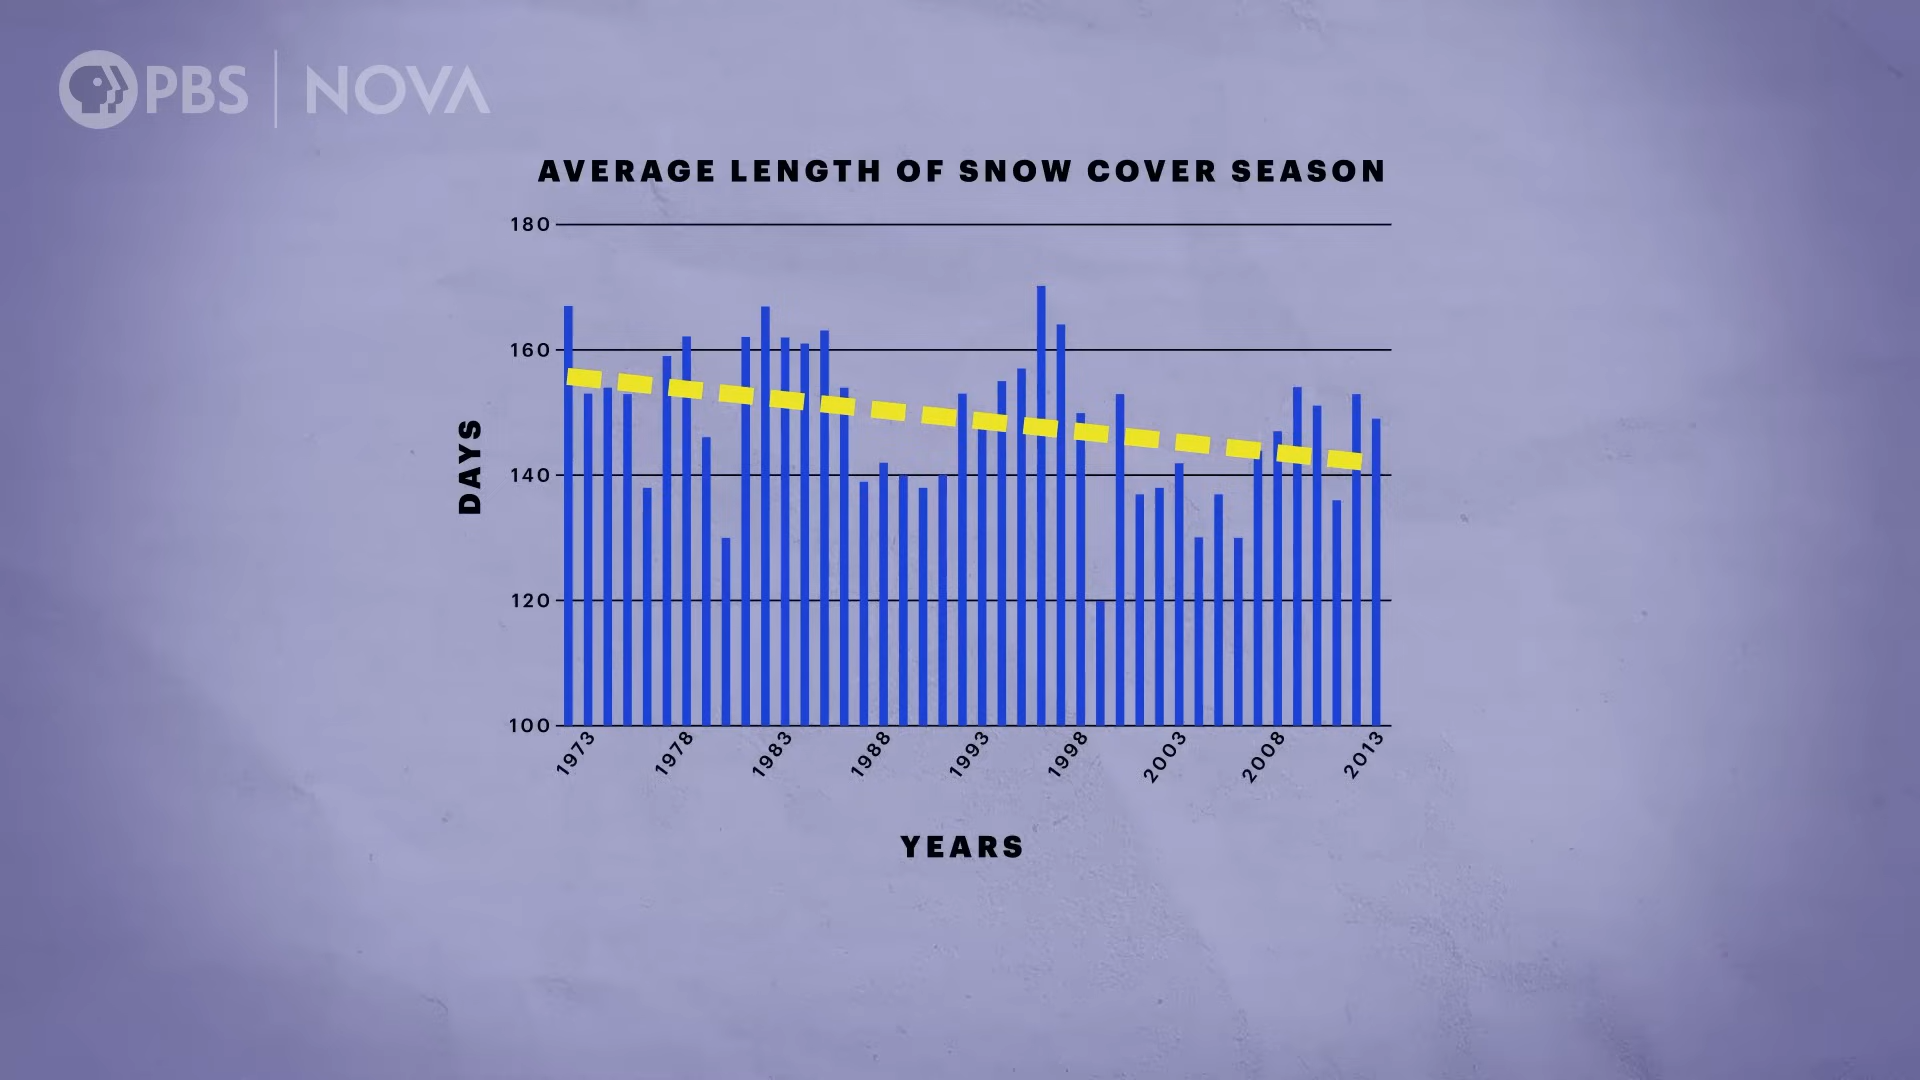 PBS | NOVA
AVERAGE LENGTH OF SNOW COVER SEASON
180
160
140
120
100
DAYS
1973 1978 1983 1988 1993 1998 2003 2008 2013
YEARS